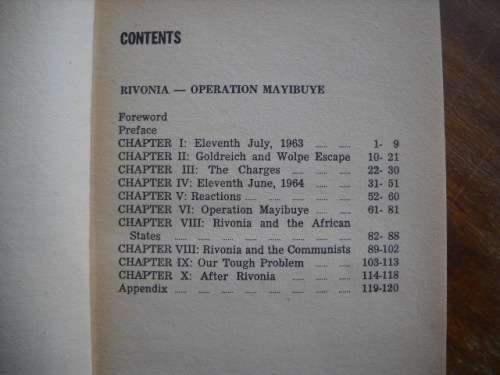 CONTENTS
RIVONIA — OPERATION MAYIBUYE
Foreword
Preface
CHAPTER I: Eleventh July, 1963 ...... ...... 1- 9
CHAPTER II: Goldreich and Wolpe Escape 10- 21
CHAPTER III: The Charges ...... ...... ...... 22- 30
CHAPTER IV: Eleventh June, 1964 ...... ...... 31- 51
CHAPTER V: Reactions ...... ...... ...... ...... 52- 60
CHAPTER VI: Operation Mayibuye ...... ...... 61- 81
CHAPTER VIII: Rivonia and the African
States ...... ...... ...... ...... ...... ...... 82- 88
CHAPTER VIII: Rivonia and the Communists 89-102
CHAPTER IX: Our Tough Problem ...... ...... 103-113
CHAPTER X: After Rivonia ...... ...... ...... 114-118
Appendix ...... ...... ...... ...... ...... ...... ...... 119-120